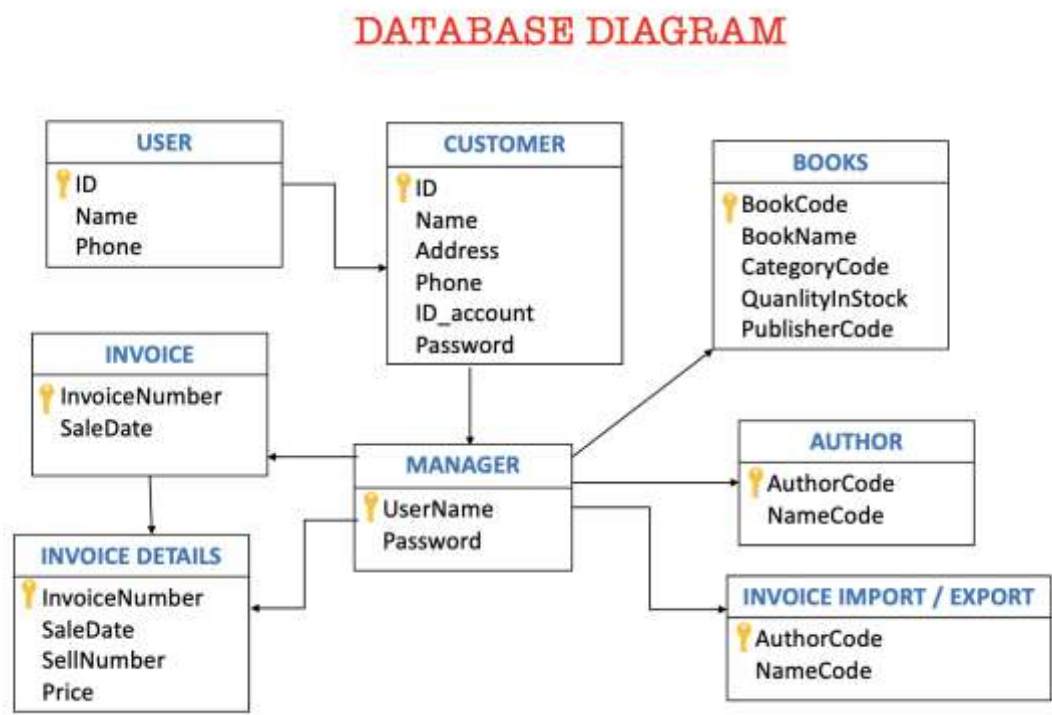 DATABASE DIAGRAM
USER
ID
Name
Phone
CUSTOMER
ID
Name
Address
Phone
ID_account
Password
BOOKS
BookCode
BookName
CategoryCode
QuanlityInStock
PublisherCode
INVOICE
InvoiceNumber
SaleDate
MANAGER
UserName
Password
AUTHOR
AuthorCode
NameCode
INVOICE DETAILS
InvoiceNumber
SaleDate
SellNumber
Price
INVOICE IMPORT / EXPORT
AuthorCode
NameCode